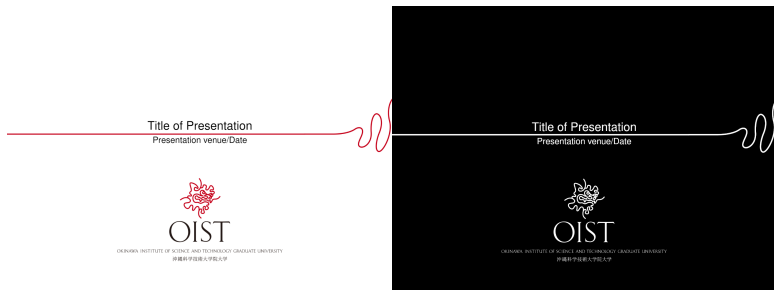 Title of Presentation
Presentation venue/Date
OIST
OKINAWA INSTITUTE OF SCIENCE AND TECHNOLOGY GRADUATE UNIVERSITY
沖縄科学技術大学院大学
Title of Presentation
Presentation venue/Date
OIST
OKINAWA INSTITUTE OF SCIENCE AND TECHNOLOGY GRADUATE UNIVERSITY
沖縄科学技術大学院大学